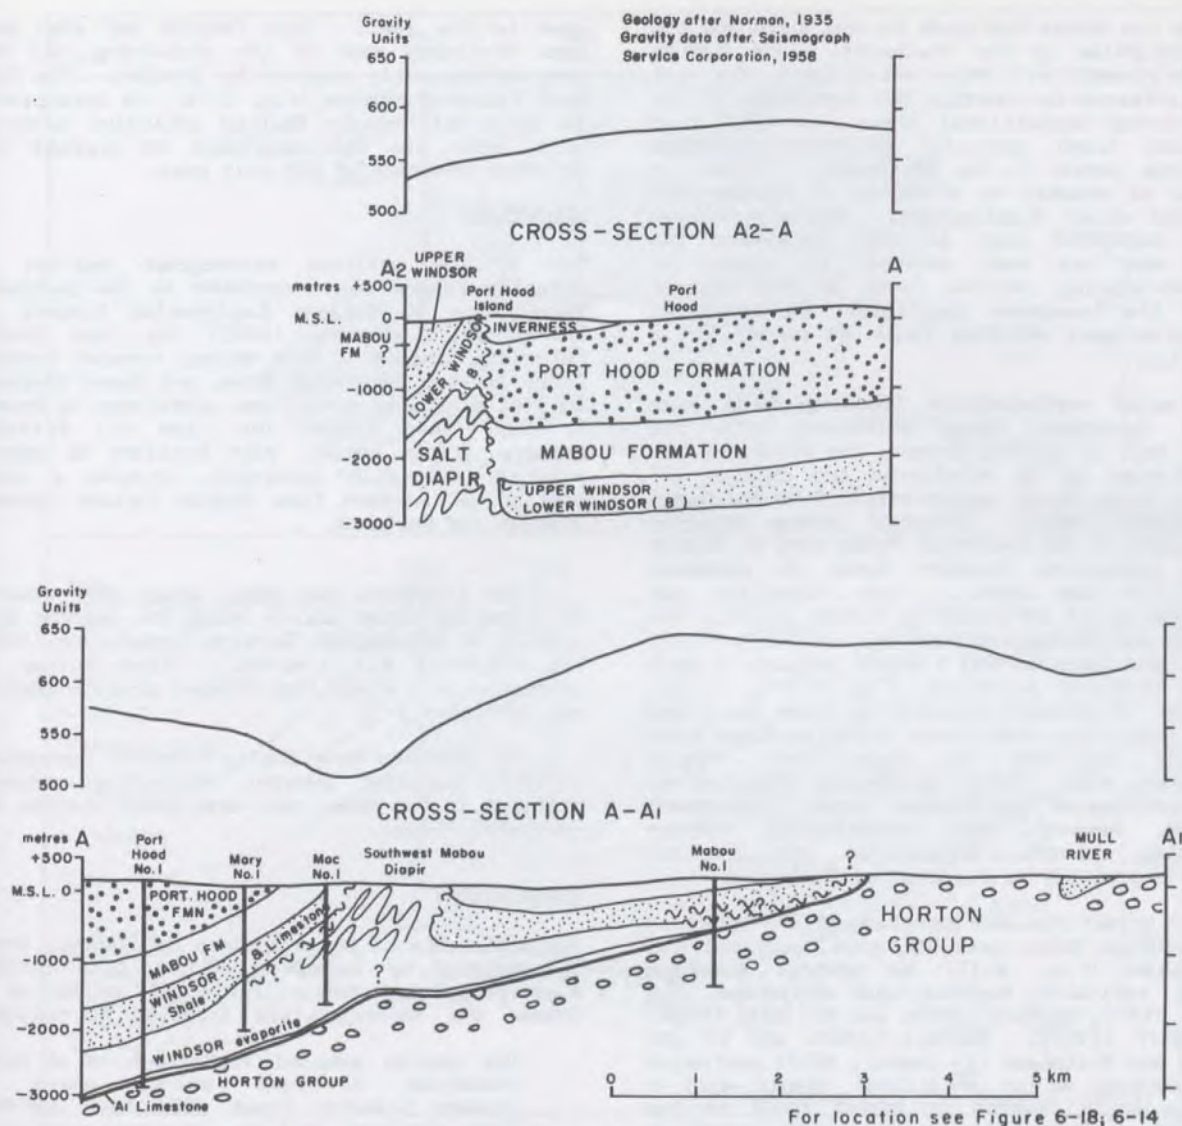 Gravity
Units
Geology after Norman, 1935
Gravity data after Seismograph
Service Corporation, 1958
650
600
550
500
CROSS-SECTION A2-A
A2
UPPER
WINDSOR
A
metres
+500
Port Hood
Island
Port
Hood
M.S.L.
0
INVERNESS
MABOU
FM
?
LOWER WINDSOR
(B)
PORT HOOD FORMATION
-1000
SALT
DIAPIR
MABOU FORMATION
-2000
UPPER WINDSOR
LOWER WINDSOR (B)
-3000
Gravity
Units
650
600
550
500
CROSS-SECTION A-A1
metres
A
+500
Port
Hood
No.1
Mary
No.1
Mac
No.1
Southwest Mabou
Diapir
Mabou
No.1
?
MULL
RIVER
A1
M.S.L.
0
PORT HOOD
FMN
MABOU FM
WINDSOR & Limestone
Shale
? ?
?
?
HORTON
GROUP
-1000
-2000
WINDSOR evaporite
HORTON GROUP
-3000
A1 Limestone
0 1 2 3 4 5 km
For location see Figure 6-18; 6-14